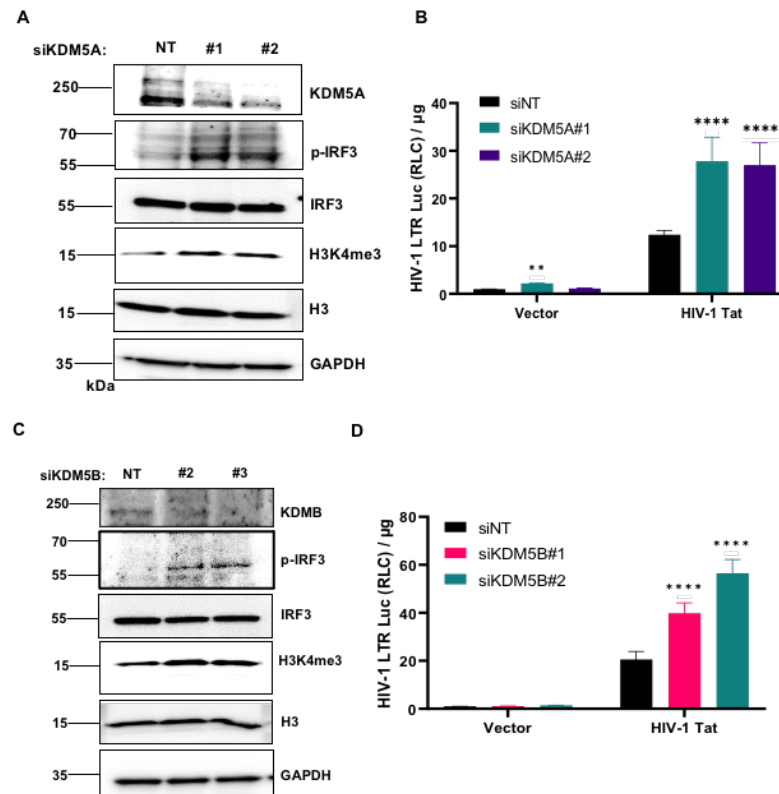 A
siKDM5A: NT #1 #2
250
KDM5A
70
p-IRF3
55
55
IRF3
15
H3K4me3
15
H3
35
GAPDH
kDa
B
HIV-1 LTR Luc (RLC) / µg
siNT
siKDM5A#1
siKDM5A#2
40
30
20
10
0
**
****
****
Vector
HIV-1 Tat
C
siKDM5B: NT #2 #3
250
KDMB
70
p-IRF3
55
55
IRF3
15
H3K4me3
15
H3
35
GAPDH
D
HIV-1 LTR Luc (RLC) / µg
siNT
siKDM5B#1
siKDM5B#2
80
60
40
20
0
****
****
Vector
HIV-1 Tat